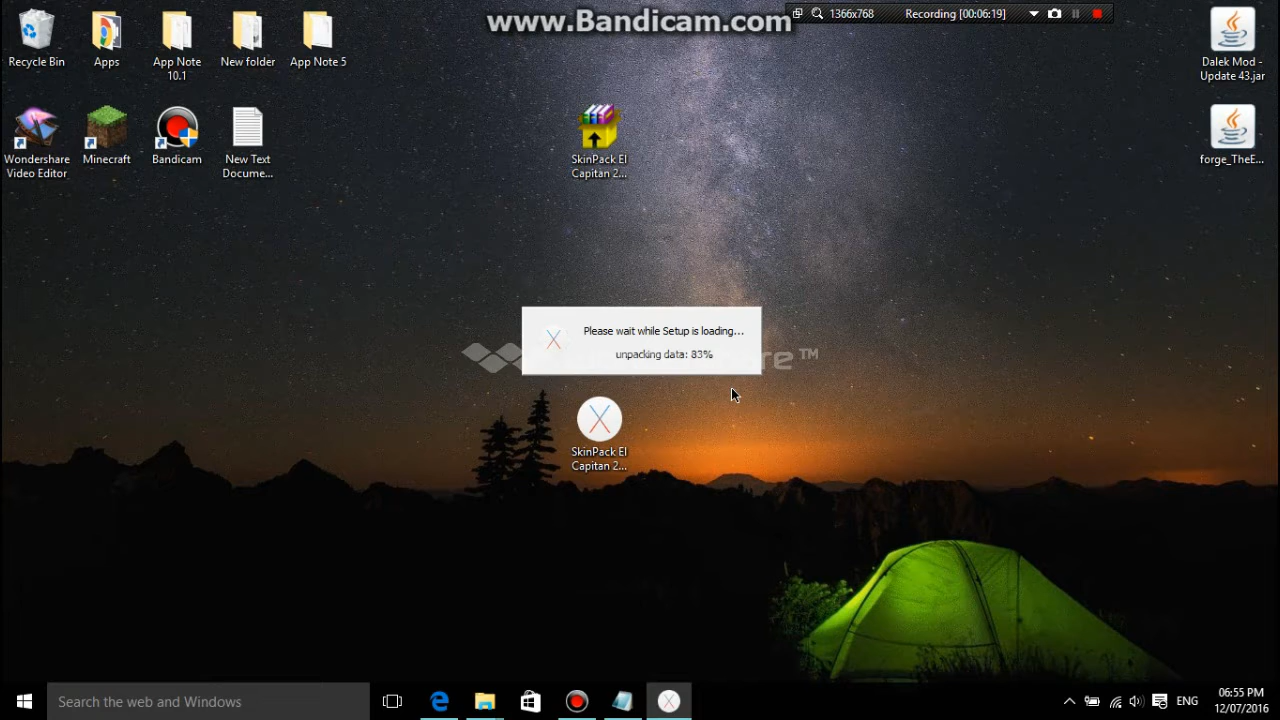 www.Bandicam.com
1366x768
Recording [00:06:19]
Recycle Bin
Apps
App Note
10.1
New folder
App Note 5
Dalek Mod -
Update 43.jar
Wondershare
Video Editor
Minecraft
Bandicam
New Text
Docume...
SkinPack El
Capitan 2...
forge_TheE...
Please wait while Setup is loading...
unpacking data: 83%
re™
SkinPack El
Capitan 2...
Search the web and Windows
ENG
06:55 PM
12/07/2016